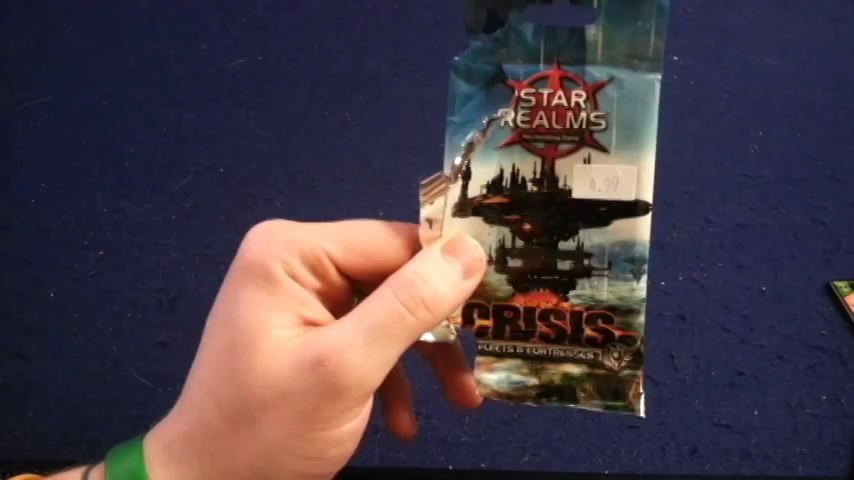 STAR
REALMS
4.99
CRISIS
FLEETS & FORTRESSES